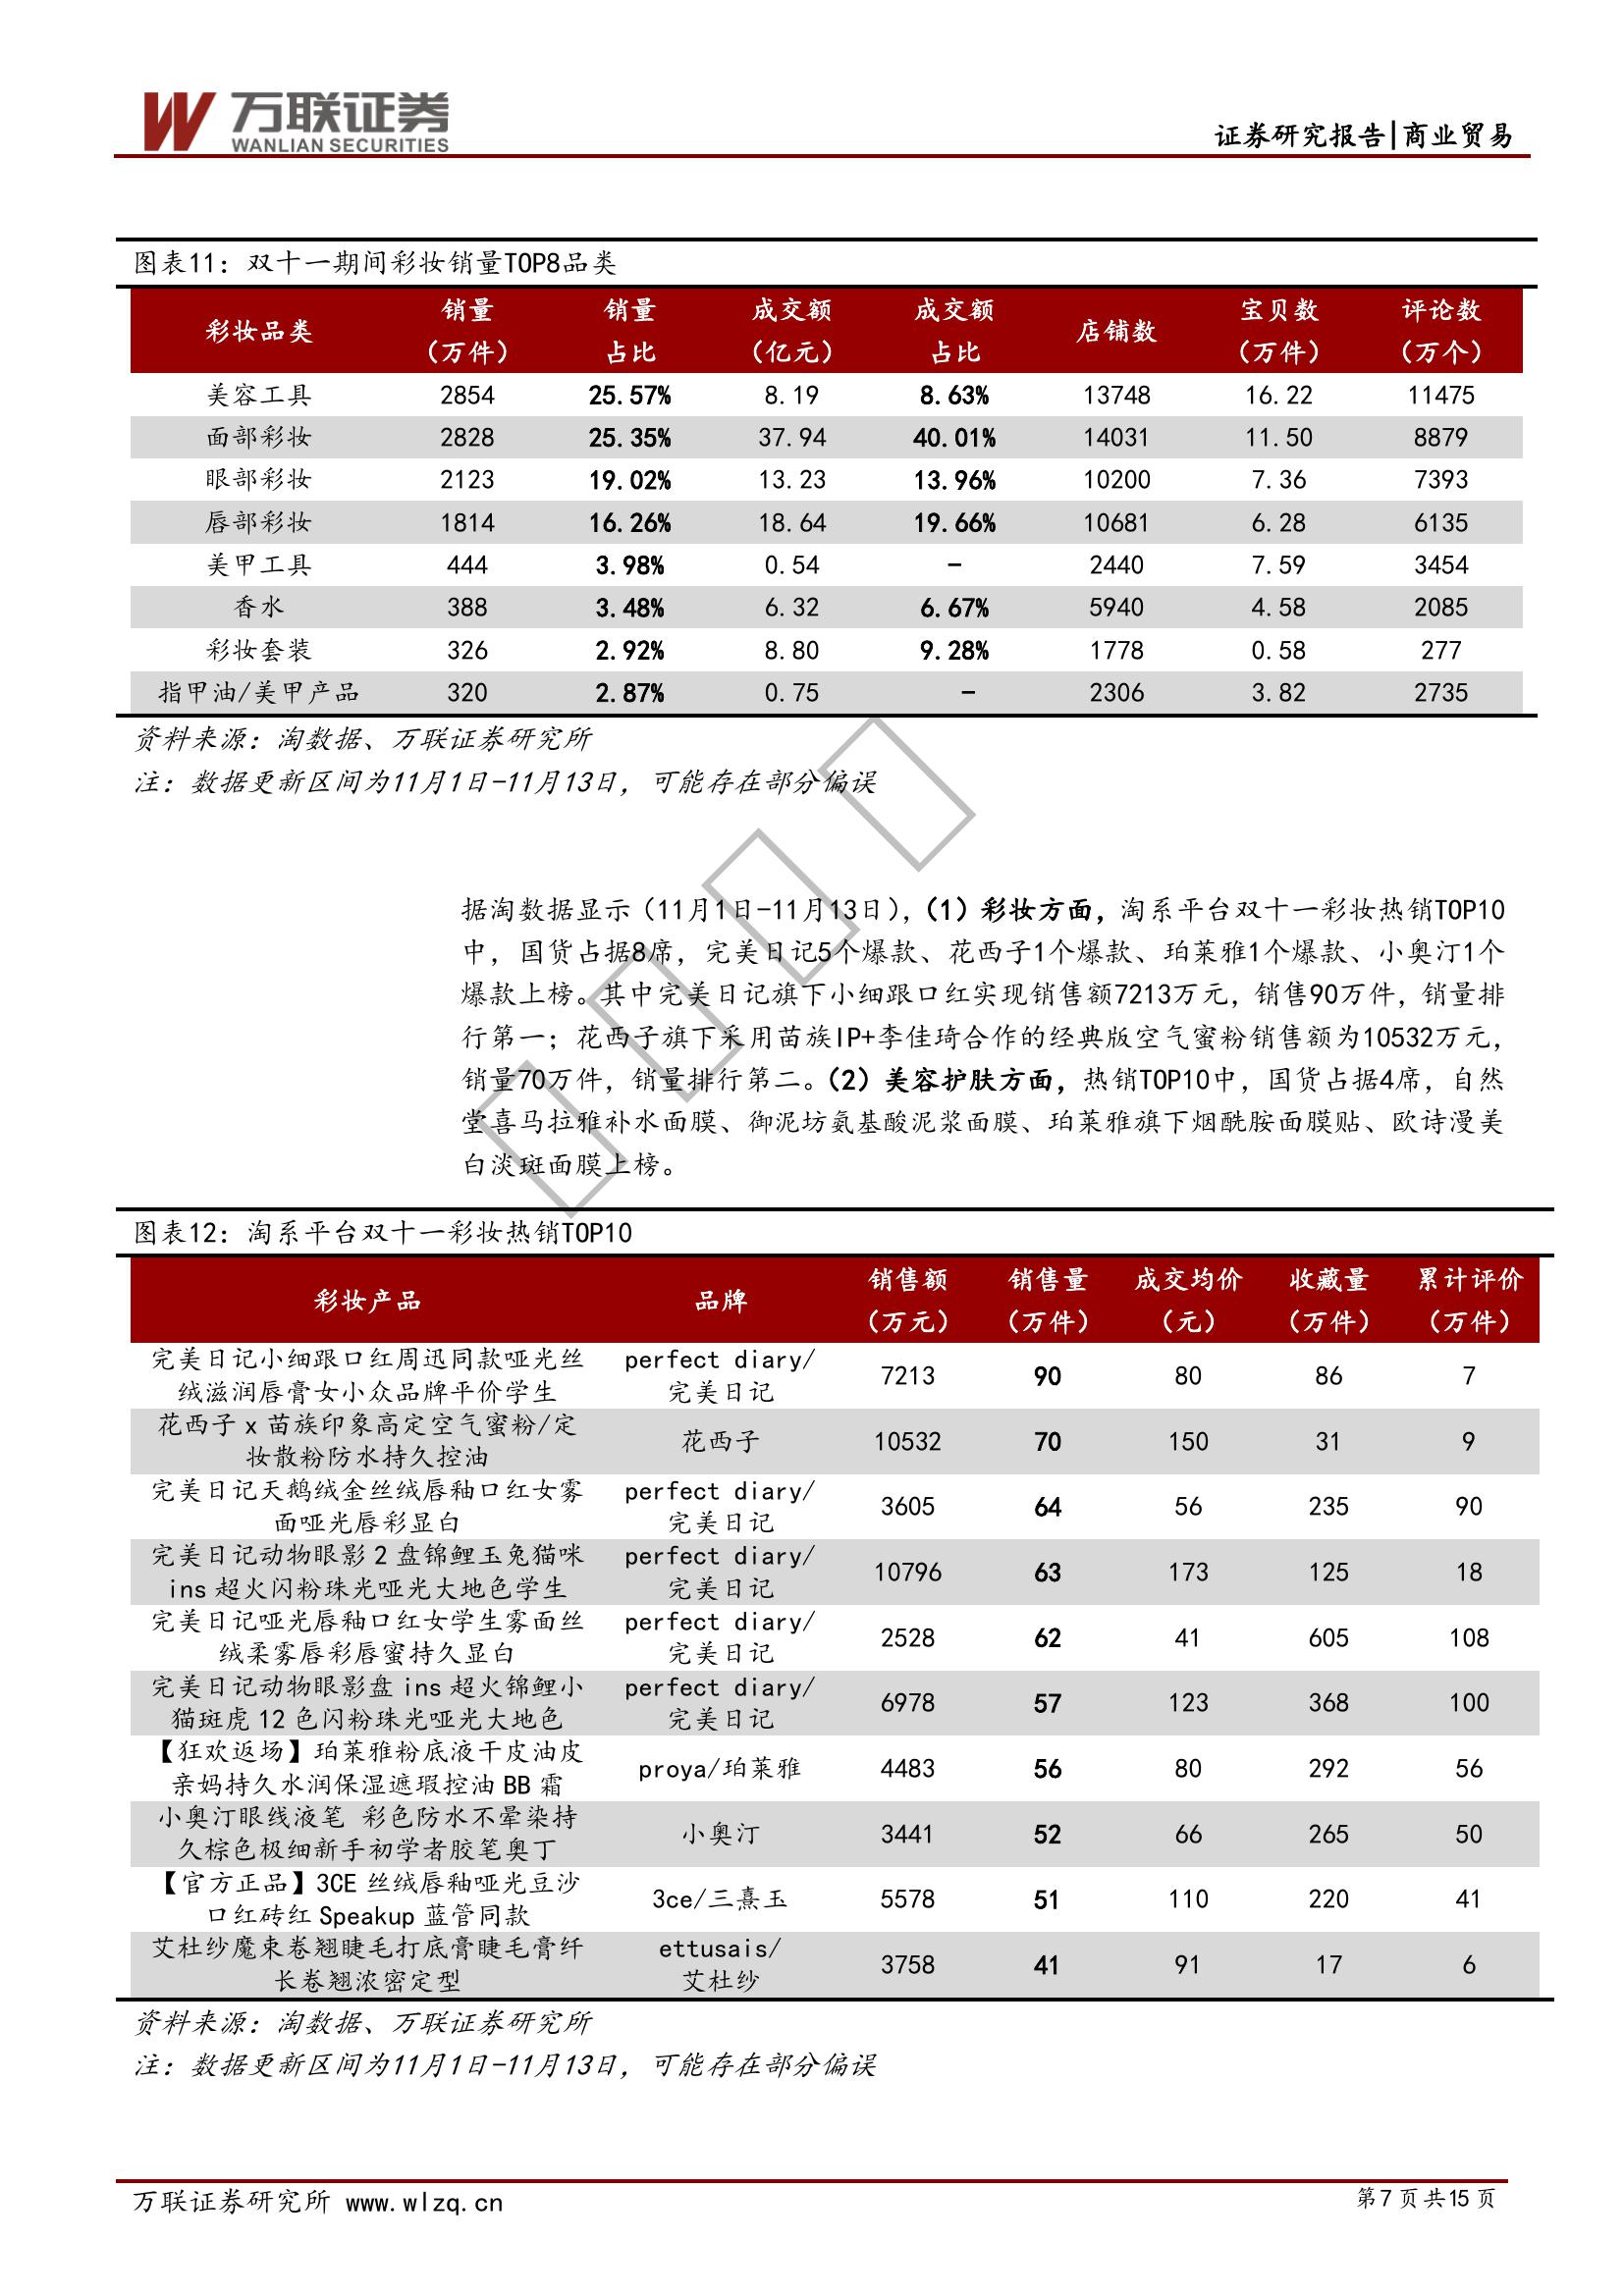 万联证券
WANLIAN SECURITIES
证券研究报告|商业贸易
图表11：双十一期间彩妆销量TOP8品类
彩妆品类 销量（万件） 销量占比 成交额（亿元） 成交额占比 店铺数 宝贝数（万件） 评论数（万个）
美容工具 2854 25.57% 8.19 8.63% 13748 16.22 11475
面部彩妆 2828 25.35% 37.94 40.01% 14031 11.50 8879
眼部彩妆 2123 19.02% 13.23 13.96% 10200 7.36 7393
唇部彩妆 1814 16.26% 18.64 19.66% 10681 6.28 6135
美甲工具 444 3.98% 0.54 - 2440 7.59 3454
香水 388 3.48% 6.32 6.67% 5940 4.58 2085
彩妆套装 326 2.92% 8.80 9.28% 1778 0.58 277
指甲油/美甲产品 320 2.87% 0.75 - 2306 3.82 2735
资料来源：淘数据、万联证券研究所
注：数据更新区间为11月1日-11月13日，可能存在部分偏误
据淘数据显示（11月1日-11月13日），（1）彩妆方面，淘系平台双十一彩妆热销TOP10
中，国货占据8席，完美日记5个爆款、花西子1个爆款、珀莱雅1个爆款、小奥汀1个
爆款上榜。其中完美日记旗下小细跟口红实现销售额7213万元，销售90万件，销量排
行第一；花西子旗下采用苗族IP+李佳琦合作的经典版空气蜜粉销售额为10532万元，
销量70万件，销量排行第二。（2）美容护肤方面，热销TOP10中，国货占据4席，自然
堂喜马拉雅补水面膜、御泥坊氨基酸泥浆面膜、珀莱雅旗下烟酰胺面膜贴、欧诗漫美
白淡斑面膜上榜。
图表12：淘系平台双十一彩妆热销TOP10
彩妆产品 品牌 销售额（万元） 销售量（万件） 成交均价（元） 收藏量（万件） 累计评价（万件）
完美日记小细跟口红周迅同款哑光丝
绒滋润唇膏女小众品牌平价学生
perfect diary/
完美日记
7213 90 80 86 7
花西子 x 苗族印象高定空气蜜粉/定
妆散粉防水持久控油
花西子
10532 70 150 31 9
完美日记天鹅绒金丝绒唇釉口红女雾
面哑光唇彩显白
perfect diary/
完美日记
3605 64 56 235 90
完美日记动物眼影 2 盘锦鲤玉兔猫咪
ins 超火闪粉珠光哑光大地色学生
perfect diary/
完美日记
10796 63 173 125 18
完美日记哑光唇釉口红女学生雾面丝
绒柔雾唇彩唇蜜持久显白
perfect diary/
完美日记
2528 62 41 605 108
完美日记动物眼影盘 ins 超火锦鲤小
猫斑虎 12 色闪粉珠光哑光大地色
perfect diary/
完美日记
6978 57 123 368 100
【狂欢返场】珀莱雅粉底液干皮油皮
亲妈持久水润保湿遮瑕控油 BB 霜
proya/珀莱雅
4483 56 80 292 56
小奥汀眼线液笔 彩色防水不晕染持
久棕色极细新手初学者胶笔奥丁
小奥汀
3441 52 66 265 50
【官方正品】3CE 丝绒唇釉哑光豆沙
口红砖红 Speakup 蓝管同款
3ce/三熹玉
5578 51 110 220 41
艾杜纱魔束卷翘睫毛打底膏睫毛膏纤
长卷翘浓密定型
ettusais/
艾杜纱
3758 41 91 17 6
资料来源：淘数据、万联证券研究所
注：数据更新区间为11月1日-11月13日，可能存在部分偏误
万联证券研究所 www.wlzq.cn
第 7 页 共 15 页